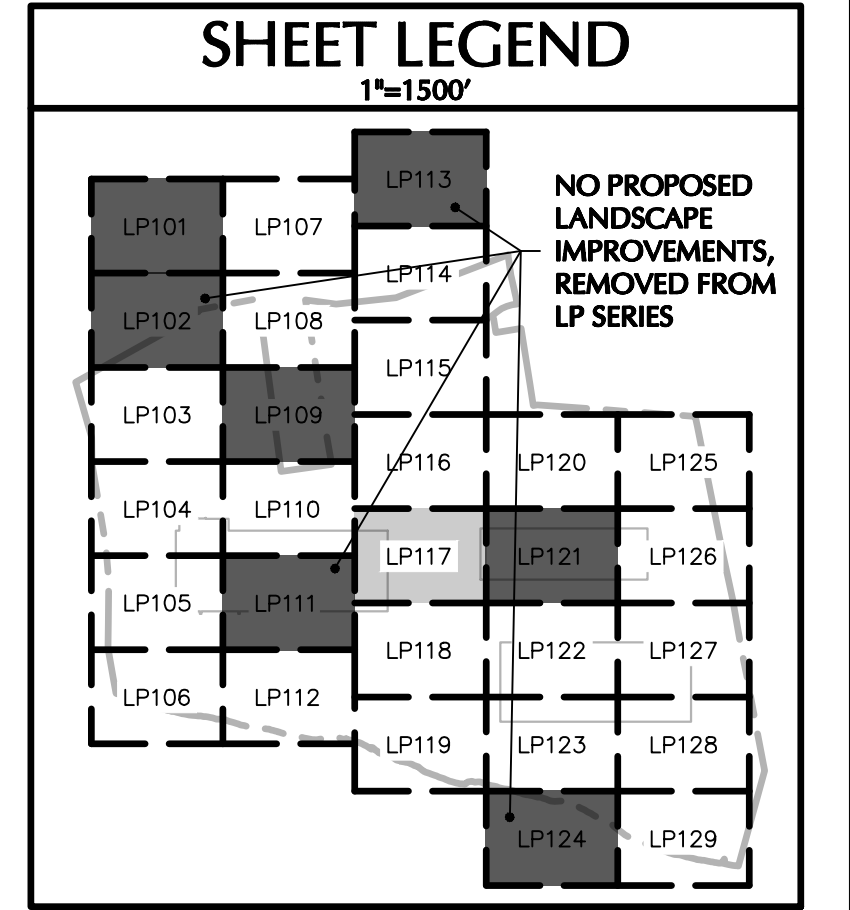 SHEET LEGEND
1"=1500'
NO PROPOSED
LANDSCAPE
IMPROVEMENTS,
REMOVED FROM
LP SERIES
LP101
LP102
LP103
LP104
LP105
LP106
LP107
LP108
LP109
LP110
LP111
LP112
LP113
LP114
LP115
LP116
LP117
LP118
LP119
LP120
LP121
LP122
LP123
LP124
LP125
LP126
LP127
LP128
LP129